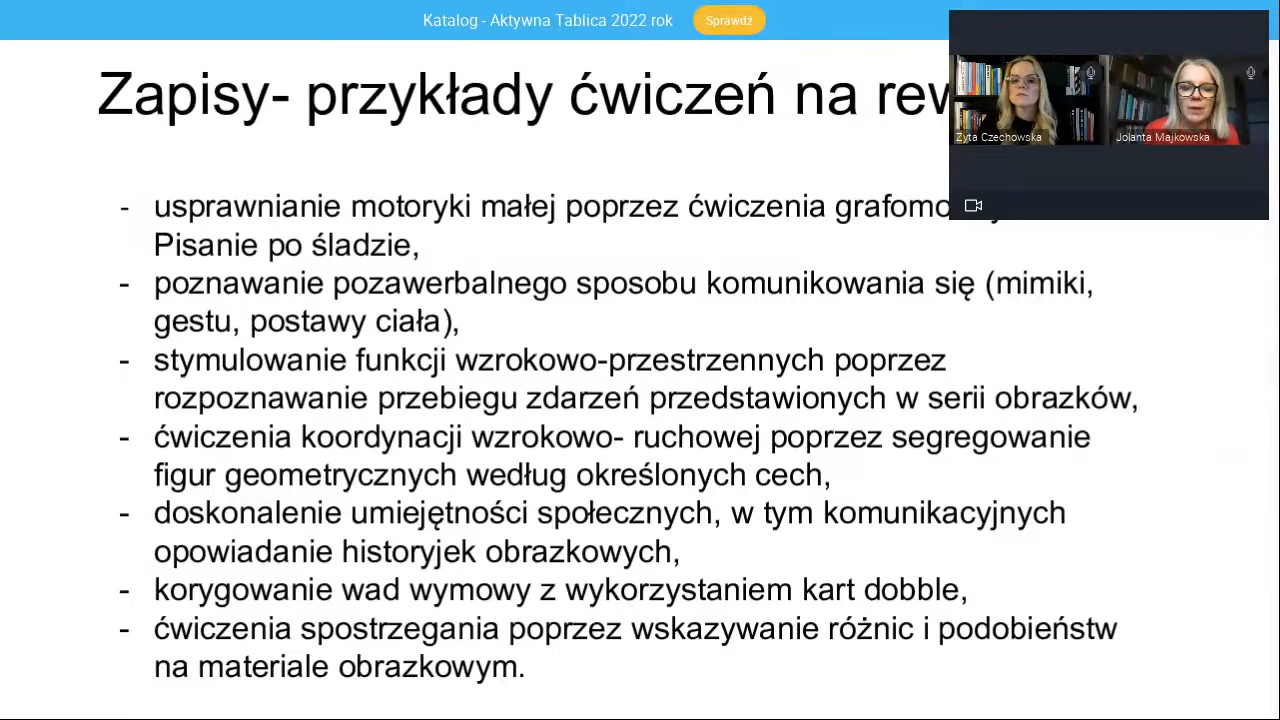 Katalog - Aktywna Tablica 2022 rok
Sprawdź
Zapisy- przykłady ćwiczeń na
Zyta Czechowska
Jolanta Majkowska
- usprawnianie motoryki małej poprzez ćwiczenia
Pisanie po śladzie,
- poznawanie pozawerbalnego sposobu komunikowania się (mimiki,
gestu, postawy ciała),
- stymulowanie funkcji wzrokowo-przestrzennych poprzez
rozpoznawanie przebiegu zdarzeń przedstawionych w serii obrazków,
- ćwiczenia koordynacji wzrokowo- ruchowej poprzez segregowanie
figur geometrycznych według określonych cech,
- doskonalenie umiejętności społecznych, w tym komunikacyjnych
opowiadanie historyjek obrazkowych,
- korygowanie wad wymowy z wykorzystaniem kart dobble,
- ćwiczenia spostrzegania poprzez wskazywanie różnic i podobieństw
na materiale obrazkowym.